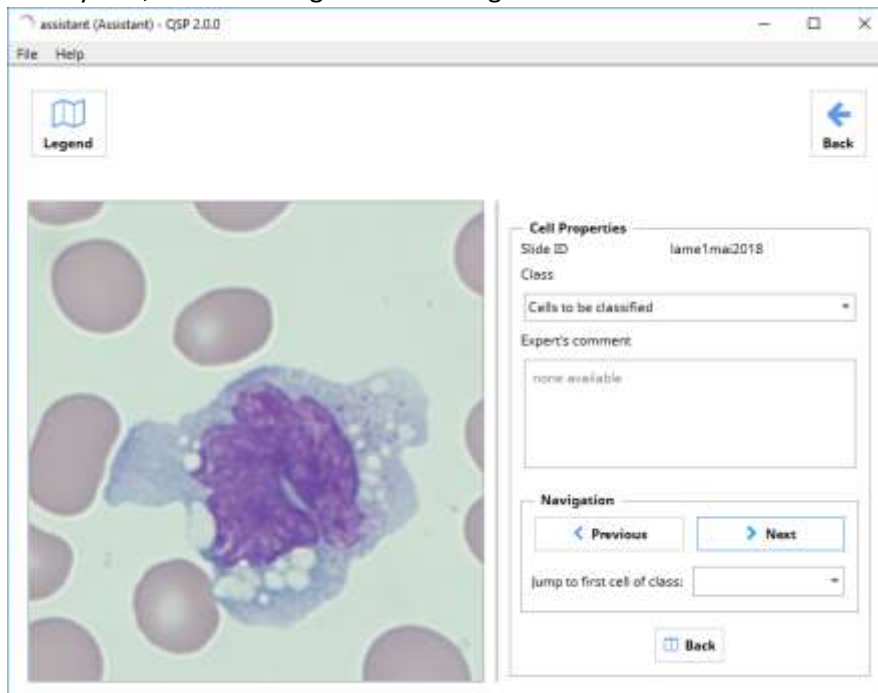 assistant (Assistant) - QSP 2.0.0
File Help
Legend
Back
Cell Properties
Slide ID lame1mai2018
Class
Cells to be classified
Expert's comment
none available
Navigation
Previous Next
Jump to first cell of class:
Back